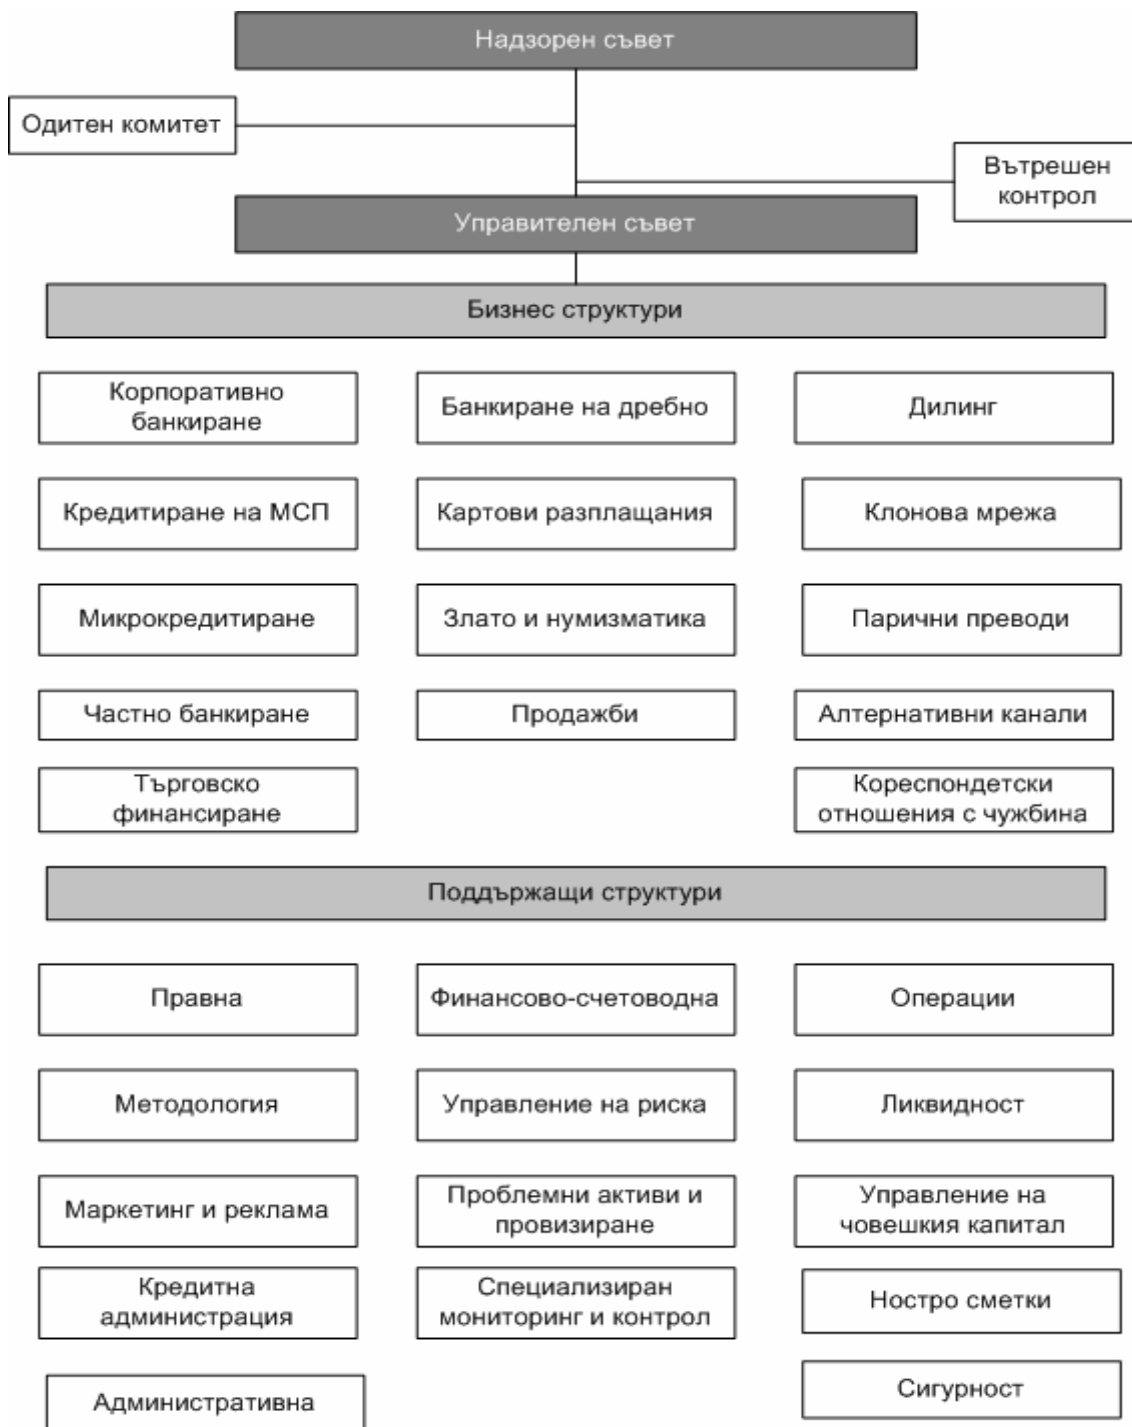 Надзорен съвет
Одитен комитет
Вътрешен
контрол
Управителен съвет
Бизнес структури
Корпоративно
банкиране
Банкиране на дребно
Дилинг
Кредитиране на МСП
Картови разплащания
Клонова мрежа
Микрокредитиране
Злато и нумизматика
Парични преводи
Частно банкиране
Продажби
Алтернативни канали
Търговско
финансиране
Кореспондетски
отношения с чужбина
Поддържащи структури
Правна
Финансово-счетоводна
Операции
Методология
Управление на риска
Ликвидност
Маркетинг и реклама
Проблемни активи и
провизиране
Управление на
човешкия капитал
Кредитна
администрация
Специализиран
мониторинг и контрол
Ностро сметки
Административна
Сигурност